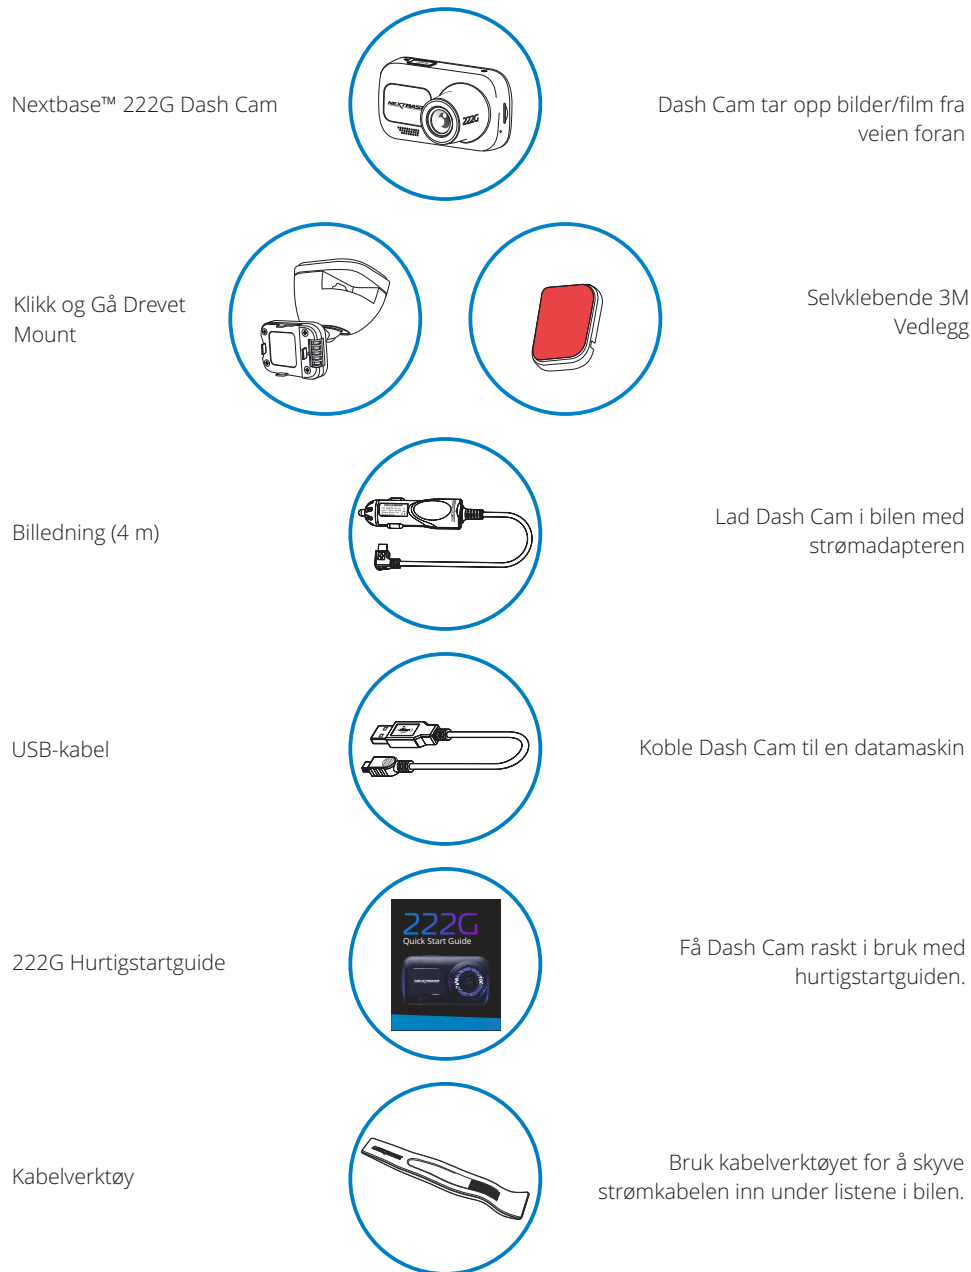 Nextbase™ 222G Dash Cam
NEXTBASE
222G
Dash Cam tar opp bilder/film fra
veien foran
Klikk og Gå Drevet
Mount
Selvklebende 3M
Vedlegg
Billedning (4 m)
Lad Dash Cam i bilen med
strømadapteren
USB-kabel
Koble Dash Cam til en datamaskin
222G Hurtigstartguide
222G
Quick Start Guide
NEXTBASE
Få Dash Cam raskt i bruk med
hurtigstartguiden.
Kabelverktøy
Bruk kabelverktøyet for å skyve
strømkabelen inn under listene i bilen.